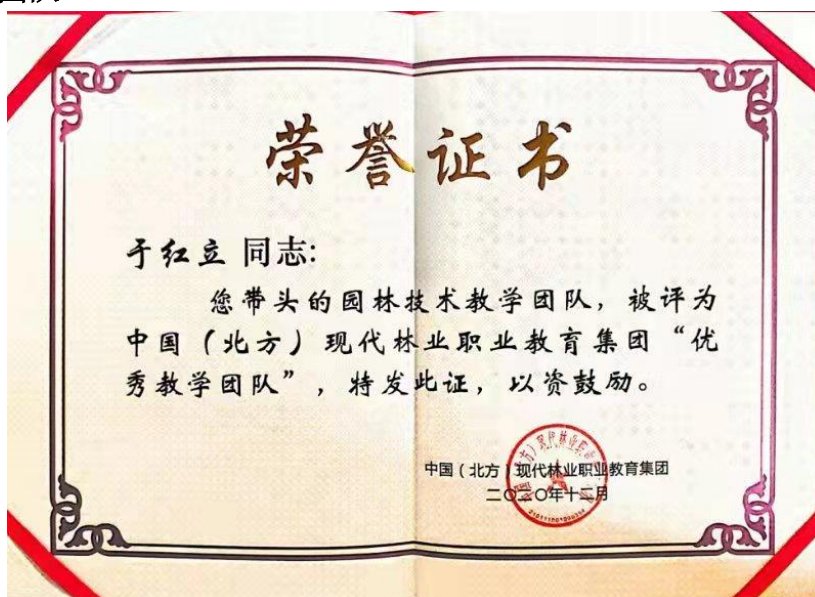 荣誉证书
于红立 同志:
您带头的园林技术教学团队，被评为
中国（北方）现代林业职业教育集团“优
秀教学团队”，特发此证，以资鼓励。
中国（北方）现代林业职业教育集团
二〇二〇年十二月